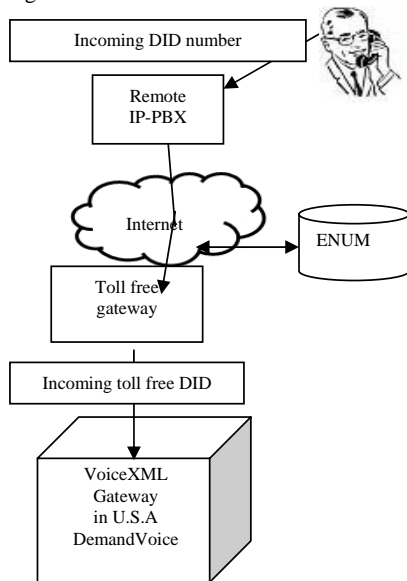 Incoming DID number
Remote
IP-PBX
Internet
ENUM
Toll free
gateway
Incoming toll free DID
VoiceXML
Gateway
in U.S.A
DemandVoice